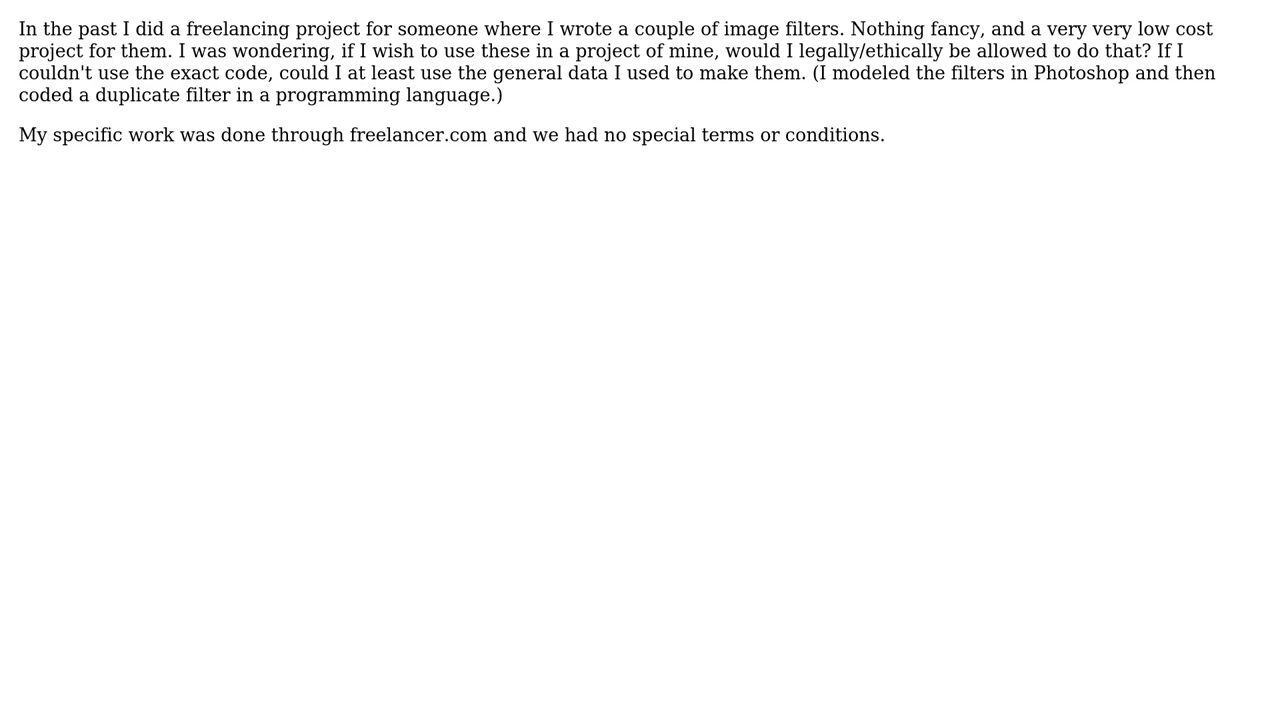 In the past I did a freelancing project for someone where I wrote a couple of image filters. Nothing fancy, and a very very low cost
project for them. I was wondering, if I wish to use these in a project of mine, would I legally/ethically be allowed to do that? If I
couldn't use the exact code, could I at least use the general data I used to make them. (I modeled the filters in Photoshop and then
coded a duplicate filter in a programming language.)
My specific work was done through freelancer.com and we had no special terms or conditions.